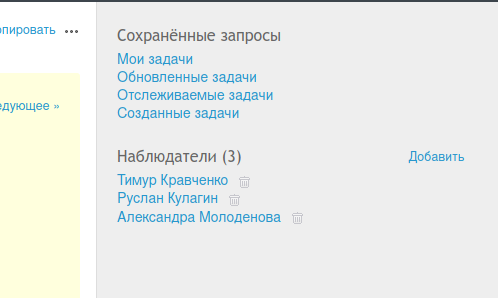 Сохранённые запросы
опировать •••
Мои задачи
Обновленные задачи
Отслеживаемые задачи
едующее »
Созданные задачи
Наблюдатели (3)
Добавить
Тимур Кравченко
Руслан Кулагин
Александра Молоденова